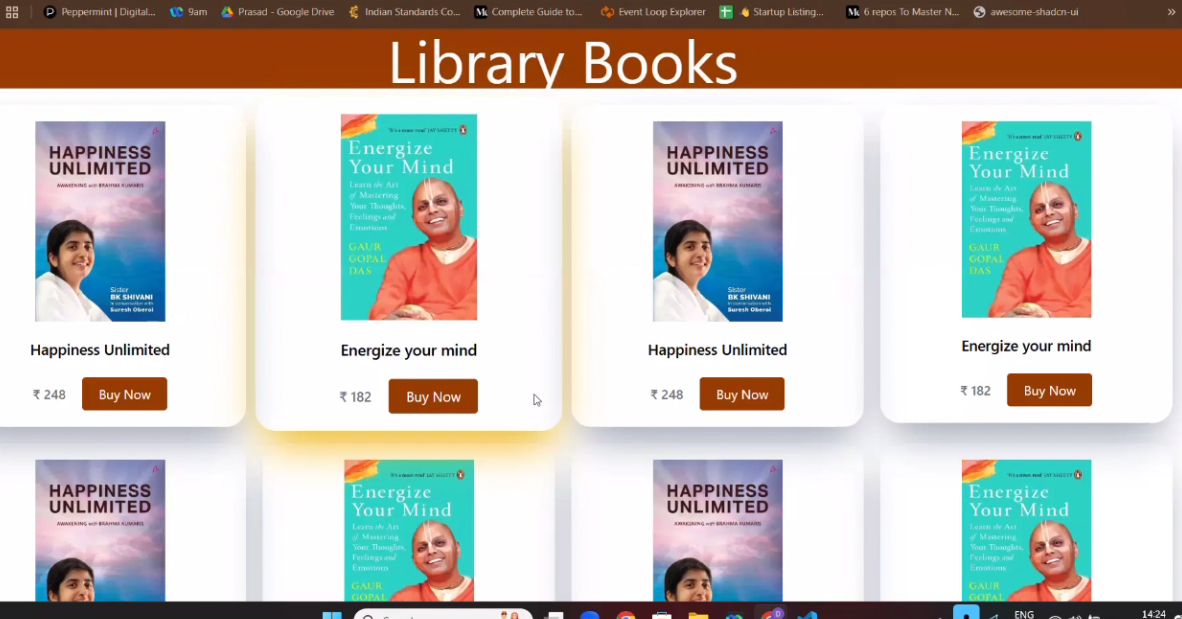 Peppermint | Digital... 9am Prasad - Google Drive Indian Standards Co... Complete Guide to... Event Loop Explorer Startup Listing... 6 repos To Master N... awesome-shadcn-ui
Library Books
HAPPINESS
UNLIMITED
AWAKENING with BRAHMA KUMARIS
Sister
BK SHIVANI
in conversation with
Suresh Oberoi
Happiness Unlimited
₹ 248 Buy Now
Energize
Your Mind
Learn the Art
of Mastering
Your Thoughts,
Feelings and
Emotions
GAUR
GOPAL
DAS
Energize your mind
₹ 182 Buy Now
HAPPINESS
UNLIMITED
AWAKENING with BRAHMA KUMARIS
Sister
BK SHIVANI
in conversation with
Suresh Oberoi
Happiness Unlimited
₹ 248 Buy Now
Energize
Your Mind
Learn the Art
of Mastering
Your Thoughts,
Feelings and
Emotions
GAUR
GOPAL
DAS
Energize your mind
₹ 182 Buy Now
HAPPINESS
UNLIMITED
AWAKENING with BRAHMA KUMARIS
Energize
Your Mind
Learn the Art
of Mastering
Your Thoughts,
Feelings and
Emotions
GAUR
GOPAL
HAPPINESS
UNLIMITED
AWAKENING with BRAHMA KUMARIS
Energize
Your Mind
Learn the Art
of Mastering
Your Thoughts,
Feelings and
Emotions
GAUR
GOPAL
ENG 14:24